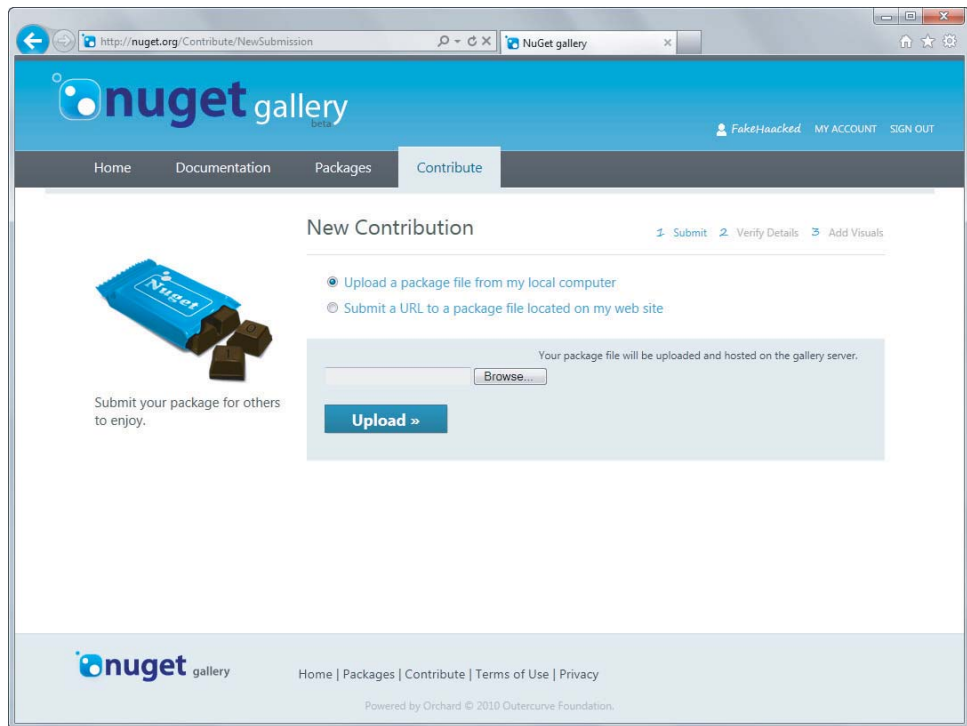 http://nuget.org/Contribute/NewSubmission
NuGet gallery
nuget gallery
beta
FakeHaacked MY ACCOUNT SIGN OUT
Home Documentation Packages Contribute
New Contribution
1 Submit 2 Verify Details 3 Add Visuals
Upload a package file from my local computer
Submit a URL to a package file located on my web site
Nuget
0
1
0
Your package file will be uploaded and hosted on the gallery server.
Browse...
Upload »
Submit your package for others
to enjoy.
nuget gallery
Home | Packages | Contribute | Terms of Use | Privacy
Powered by Orchard © 2010 Outercurve Foundation.